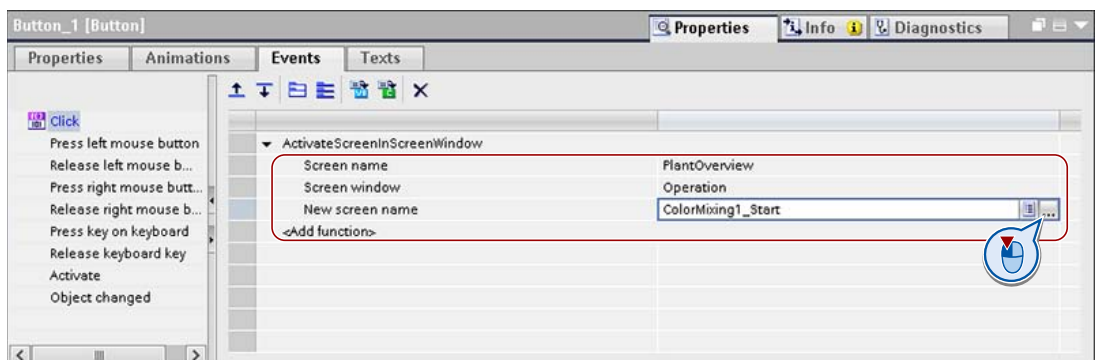 Button_1 [Button]
Properties Info Diagnostics
Properties Animations Events Texts
Click
Press left mouse button
ActivateScreenInScreenWindow
Release left mouse b...
Screen name PlantOverview
Press right mouse butt...
Screen window Operation
Release right mouse b...
New screen name ColorMixing1_Start
Press key on keyboard
<Add function>
Release keyboard key
Activate
Object changed